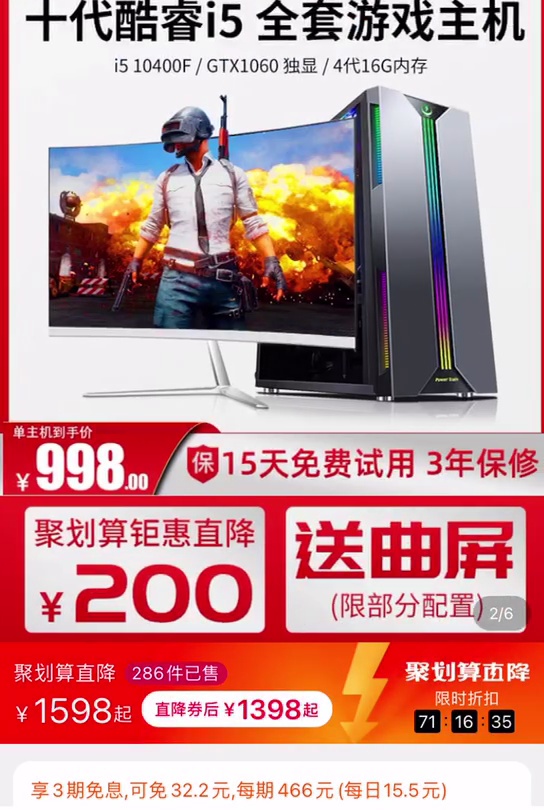 十代酷睿i5 全套游戏主机
i5 10400F / GTX1060 独显 / 4代16G内存
单主机到手价
¥998.00
保 15天免费试用 3年保修
聚划算钜惠直降
¥200
送曲屏
(限部分配置)
2/6
聚划算直降 286件已售
¥1598起 直降券后¥1398起
聚划算直降
限时折扣
71:16:35
享3期免息,可免32.2元,每期466元(每日15.5元)